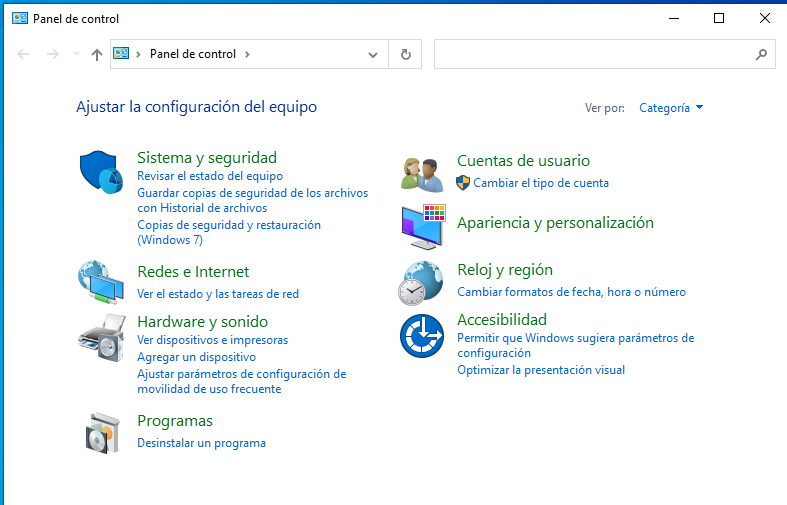 Panel de control
Panel de control
Ajustar la configuración del equipo
Ver por: Categoría
Sistema y seguridad
Revisar el estado del equipo
Guardar copias de seguridad de los archivos
con Historial de archivos
Copias de seguridad y restauración
(Windows 7)
Redes e Internet
Ver el estado y las tareas de red
Hardware y sonido
Ver dispositivos e impresoras
Agregar un dispositivo
Ajustar parámetros de configuración de
movilidad de uso frecuente
Programas
Desinstalar un programa
Cuentas de usuario
Cambiar el tipo de cuenta
Apariencia y personalización
Reloj y región
Cambiar formatos de fecha, hora o número
Accesibilidad
Permitir que Windows sugiera parámetros de
configuración
Optimizar la presentación visual